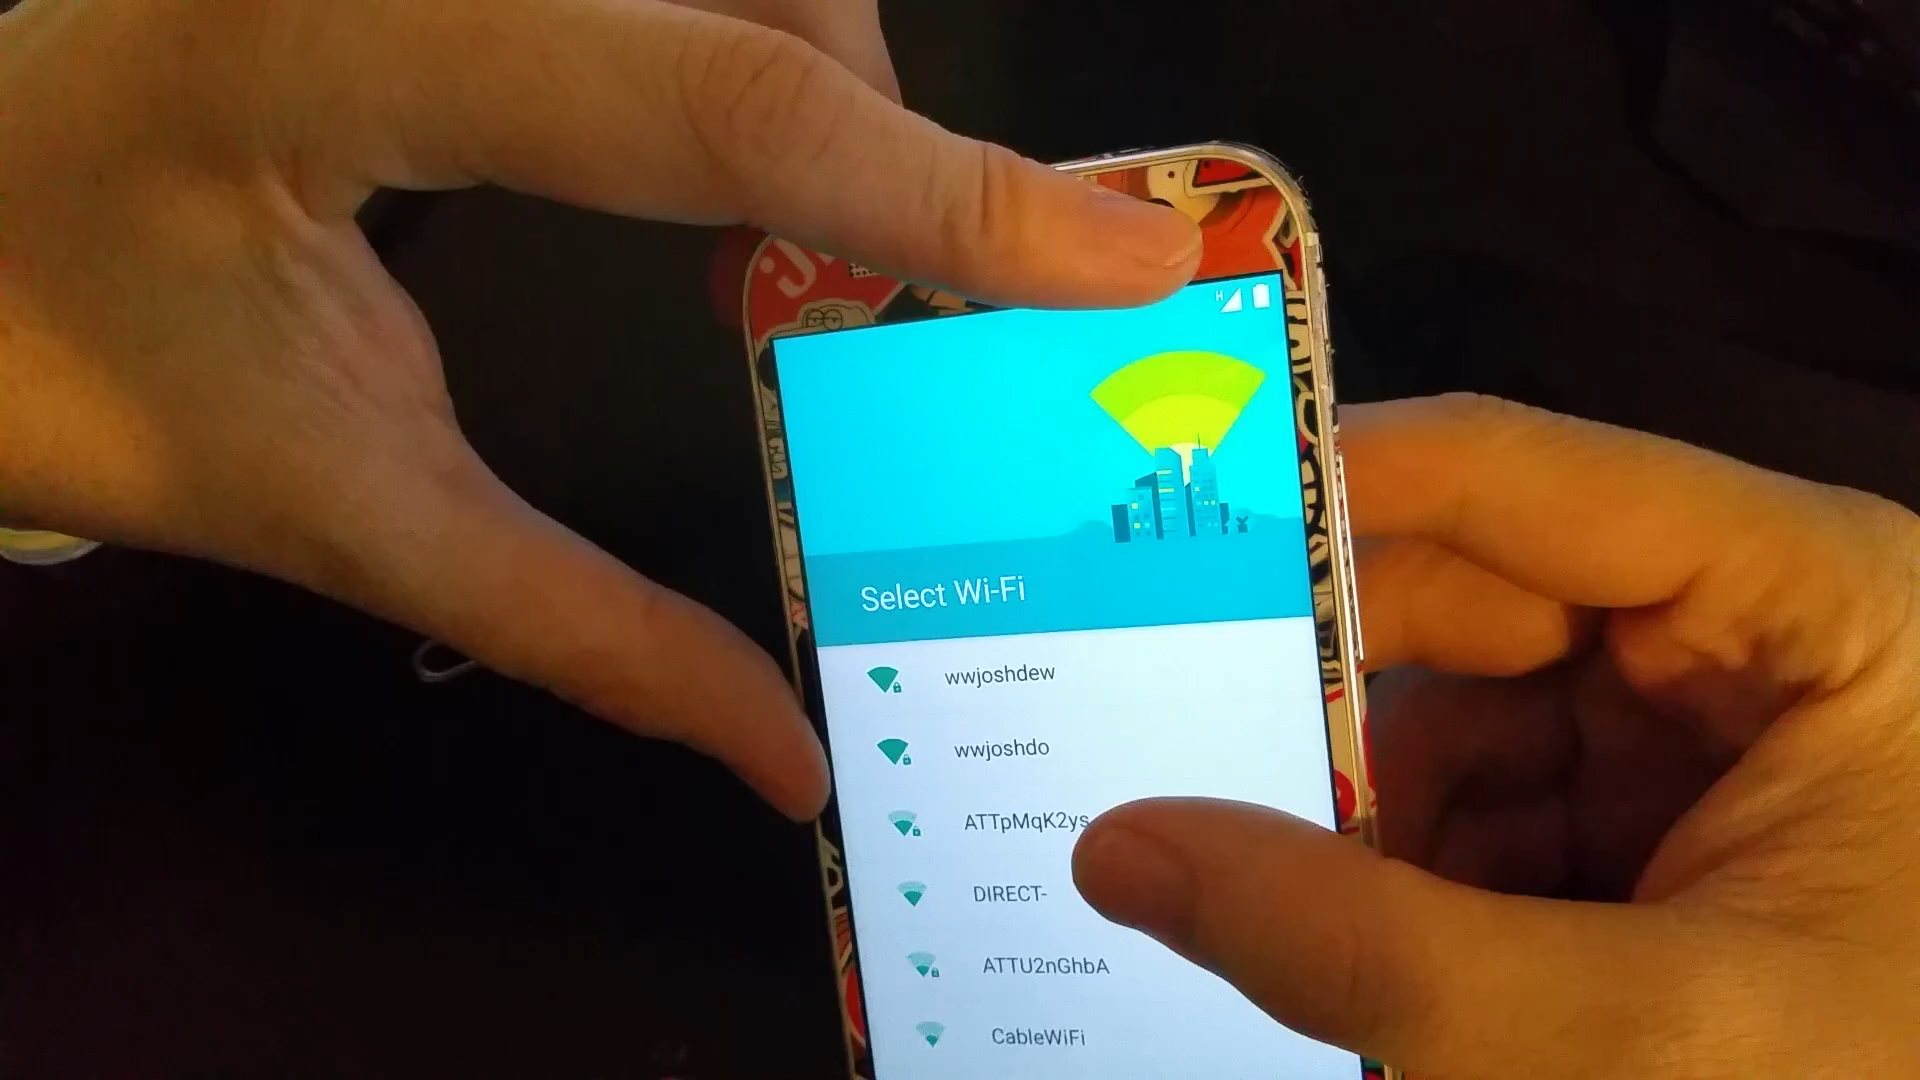 H
Select Wi-Fi
wwjoshdew
wwjoshdo
ATTpMqK2ys
DIRECT-
ATTU2nGhbA
CableWiFi